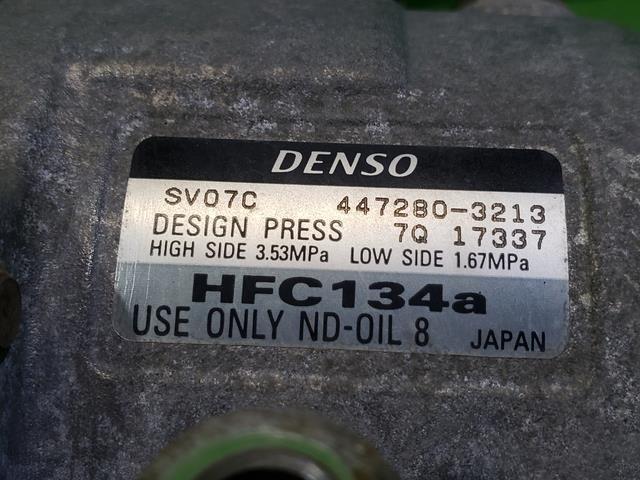 DENSO
SV07C 447280-3213
DESIGN PRESS 7Q 17337
HIGH SIDE 3.53MPa LOW SIDE 1.67MPa
HFC134a
USE ONLY ND-OIL 8 JAPAN